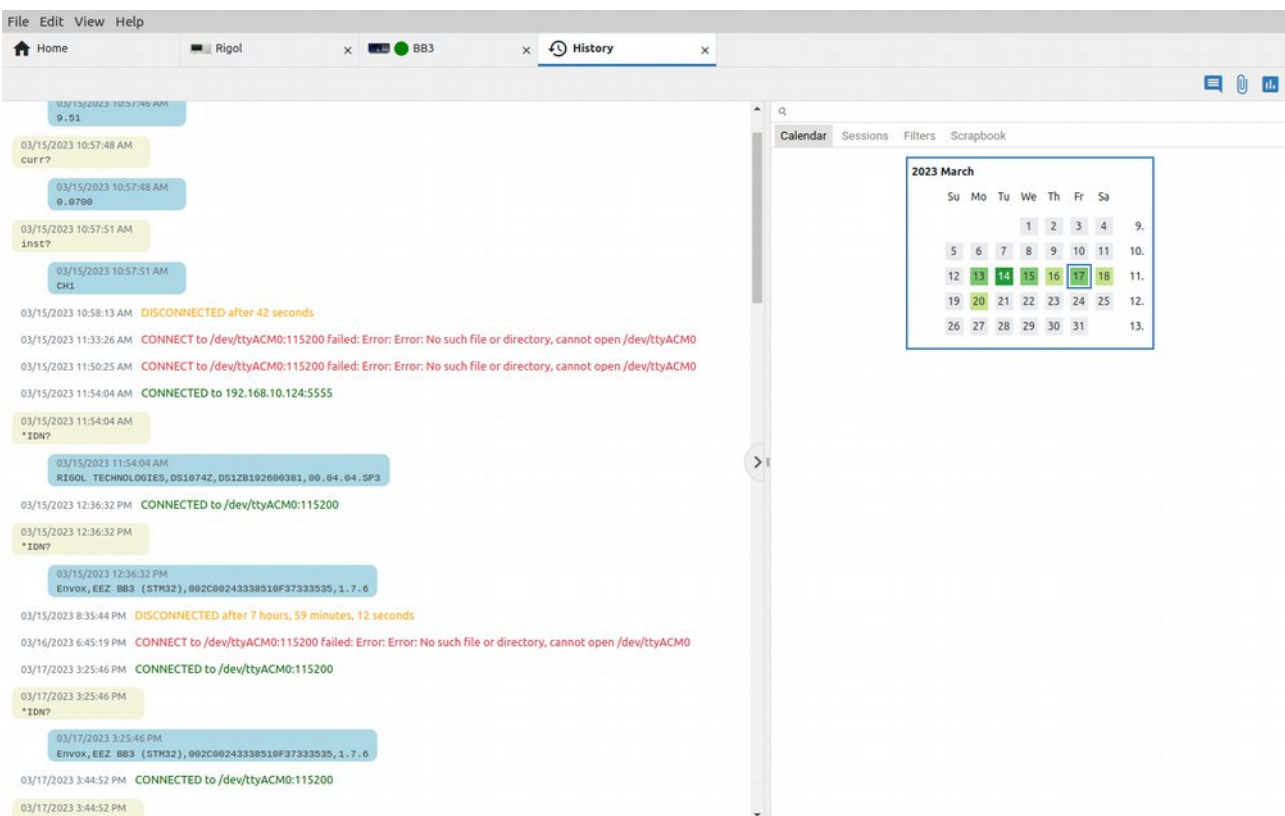 File Edit View Help
Home Rigol x BB3 x History x
03/15/2023 10:57:46 AM
9.51
03/15/2023 10:57:48 AM
curr?
03/15/2023 10:57:48 AM
0.0700
03/15/2023 10:57:51 AM
inst?
03/15/2023 10:57:51 AM
CH1
03/15/2023 10:58:13 AM DISCONNECTED after 42 seconds
03/15/2023 11:33:26 AM CONNECT to /dev/ttyACM0:115200 failed: Error: Error: No such file or directory, cannot open /dev/ttyACM0
03/15/2023 11:50:25 AM CONNECT to /dev/ttyACM0:115200 failed: Error: Error: No such file or directory, cannot open /dev/ttyACM0
03/15/2023 11:54:04 AM CONNECTED to 192.168.10.124:5555
03/15/2023 11:54:04 AM
*IDN?
03/15/2023 11:54:04 AM
RIGOL TECHNOLOGIES,DS1074Z,DS1ZB192600381,00.04.04.SP3
03/15/2023 12:36:32 PM CONNECTED to /dev/ttyACM0:115200
03/15/2023 12:36:32 PM
*IDN?
03/15/2023 12:36:32 PM
Envox,EEZ BB3 (STM32),002C00243338510F37333535,1.7.6
03/15/2023 8:35:44 PM DISCONNECTED after 7 hours, 59 minutes, 12 seconds
03/16/2023 6:45:19 PM CONNECT to /dev/ttyACM0:115200 failed: Error: Error: No such file or directory, cannot open /dev/ttyACM0
03/17/2023 3:25:46 PM CONNECTED to /dev/ttyACM0:115200
03/17/2023 3:25:46 PM
*IDN?
03/17/2023 3:25:46 PM
Envox,EEZ BB3 (STM32),002C00243338510F37333535,1.7.6
03/17/2023 3:44:52 PM CONNECTED to /dev/ttyACM0:115200
03/17/2023 3:44:52 PM
Calendar Sessions Filters Scrapbook
2023 March
Su Mo Tu We Th Fr Sa
1 2 3 4 9.
5 6 7 8 9 10 11 10.
12 13 14 15 16 17 18 11.
19 20 21 22 23 24 25 12.
26 27 28 29 30 31 13.